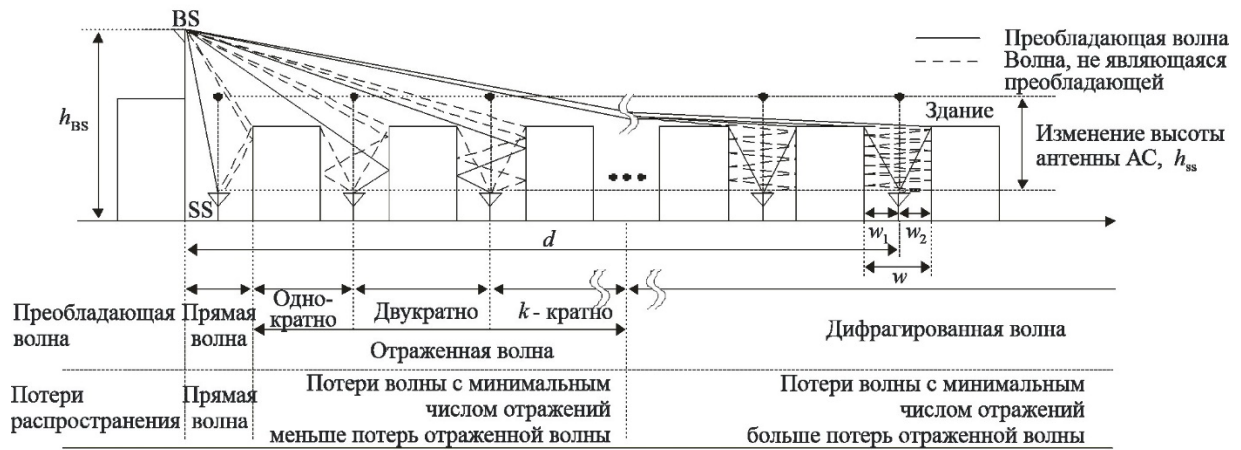 BS
Преобладающая волна
Волна, не являющаяся
преобладающей
hBS
Здание
Изменение высоты
антенны АС, hss
SS
w1
w2
d
w
Преобладающая
волна
Прямая
волна
Одно-
кратно
Двукратно
k - кратно
Отраженная волна
Дифрагированная волна
Потери
распространения
Прямая
волна
Потери волны с минимальным
числом отражений
меньше потерь отраженной волны
Потери волны с минимальным
числом отражений
больше потерь отраженной волны